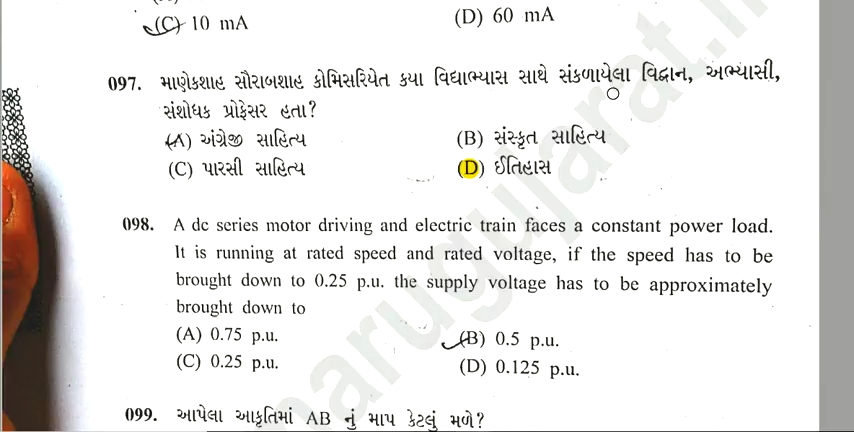 (C) 10 mA (D) 60 mA
097. માણેકશાહ સૌરાબશાહ કોમિસરિયેત કયા વિદ્યાભ્યાસ સાથે સંકળાયેલા વિદ્વાન, અભ્યાસી,
સંશોધક પ્રોફેસર હતા?
(A) અંગ્રેજી સાહિત્ય (B) સંસ્કૃત સાહિત્ય
(C) પારસી સાહિત્ય (D) ઈતિહાસ
098. A dc series motor driving and electric train faces a constant power load.
It is running at rated speed and rated voltage, if the speed has to be
brought down to 0.25 p.u. the supply voltage has to be approximately
brought down to
(A) 0.75 p.u. (B) 0.5 p.u.
(C) 0.25 p.u. (D) 0.125 p.u.
099. આપેલા આકૃતિમાં AB નું માપ કેટલું મળે?